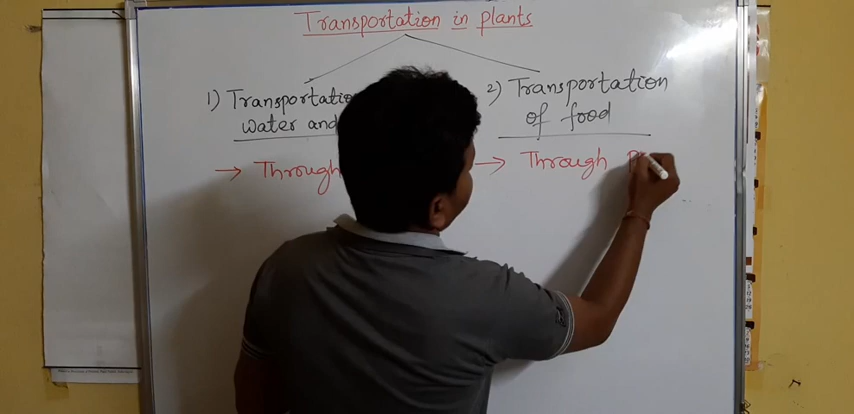 Transportation in plants
1) Transportatio
water and
→ Through
2) Transportation
of food
→ Through P